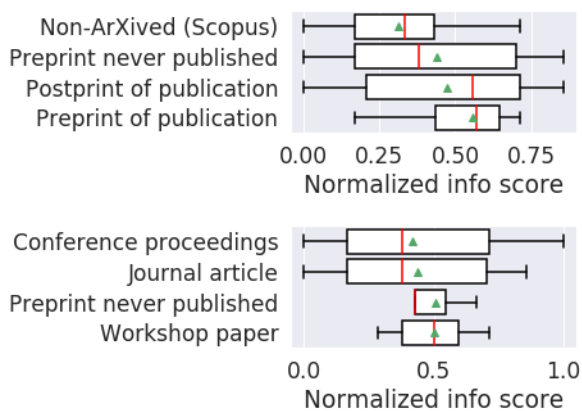 Non-ArXived (Scopus)
Preprint never published
Postprint of publication
Preprint of publication
0.00 0.25 0.50 0.75
Normalized info score
Conference proceedings
Journal article
Preprint never published
Workshop paper
0.0 0.5 1.0
Normalized info score